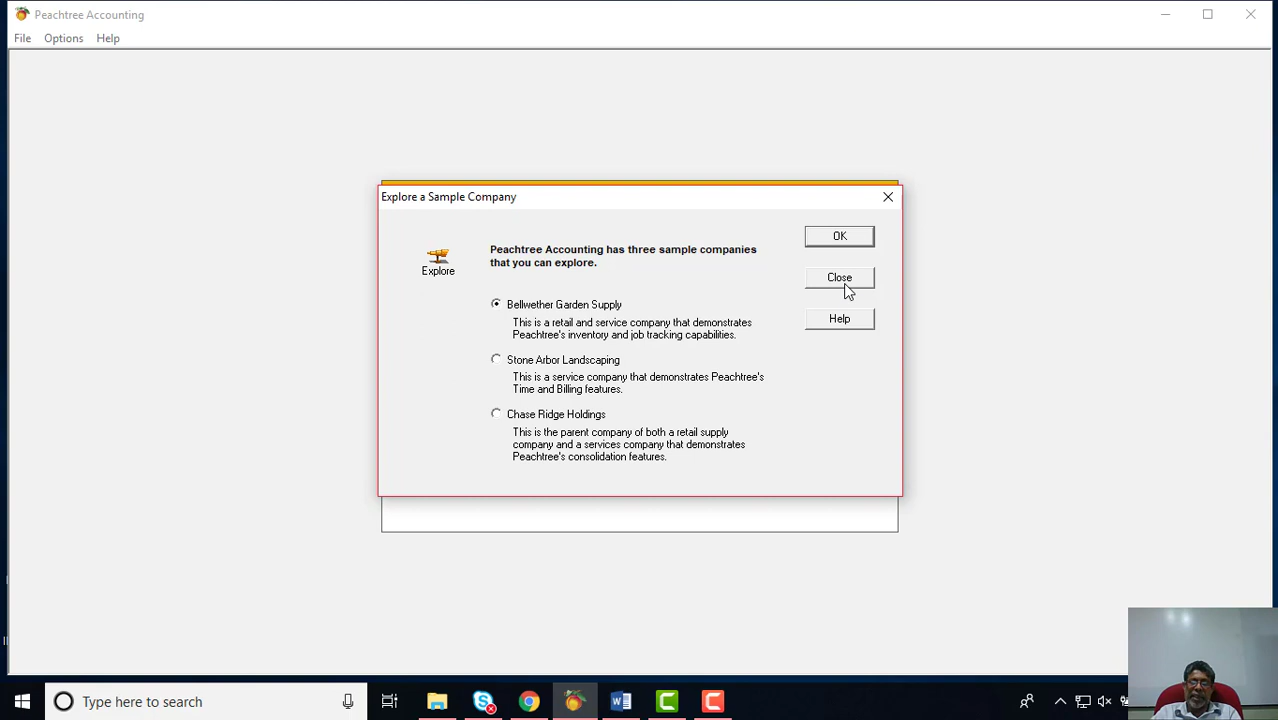 Peachtree Accounting
File Options Help
Explore a Sample Company
OK
Peachtree Accounting has three sample companies
that you can explore.
Explore
Close
Bellwether Garden Supply
Help
This is a retail and service company that demonstrates
Peachtree's inventory and job tracking capabilities.
Stone Arbor Landscaping
This is a service company that demonstrates Peachtree's
Time and Billing features.
Chase Ridge Holdings
This is the parent company of both a retail supply
company and a services company that demonstrates
Peachtree's consolidation features.
Type here to search